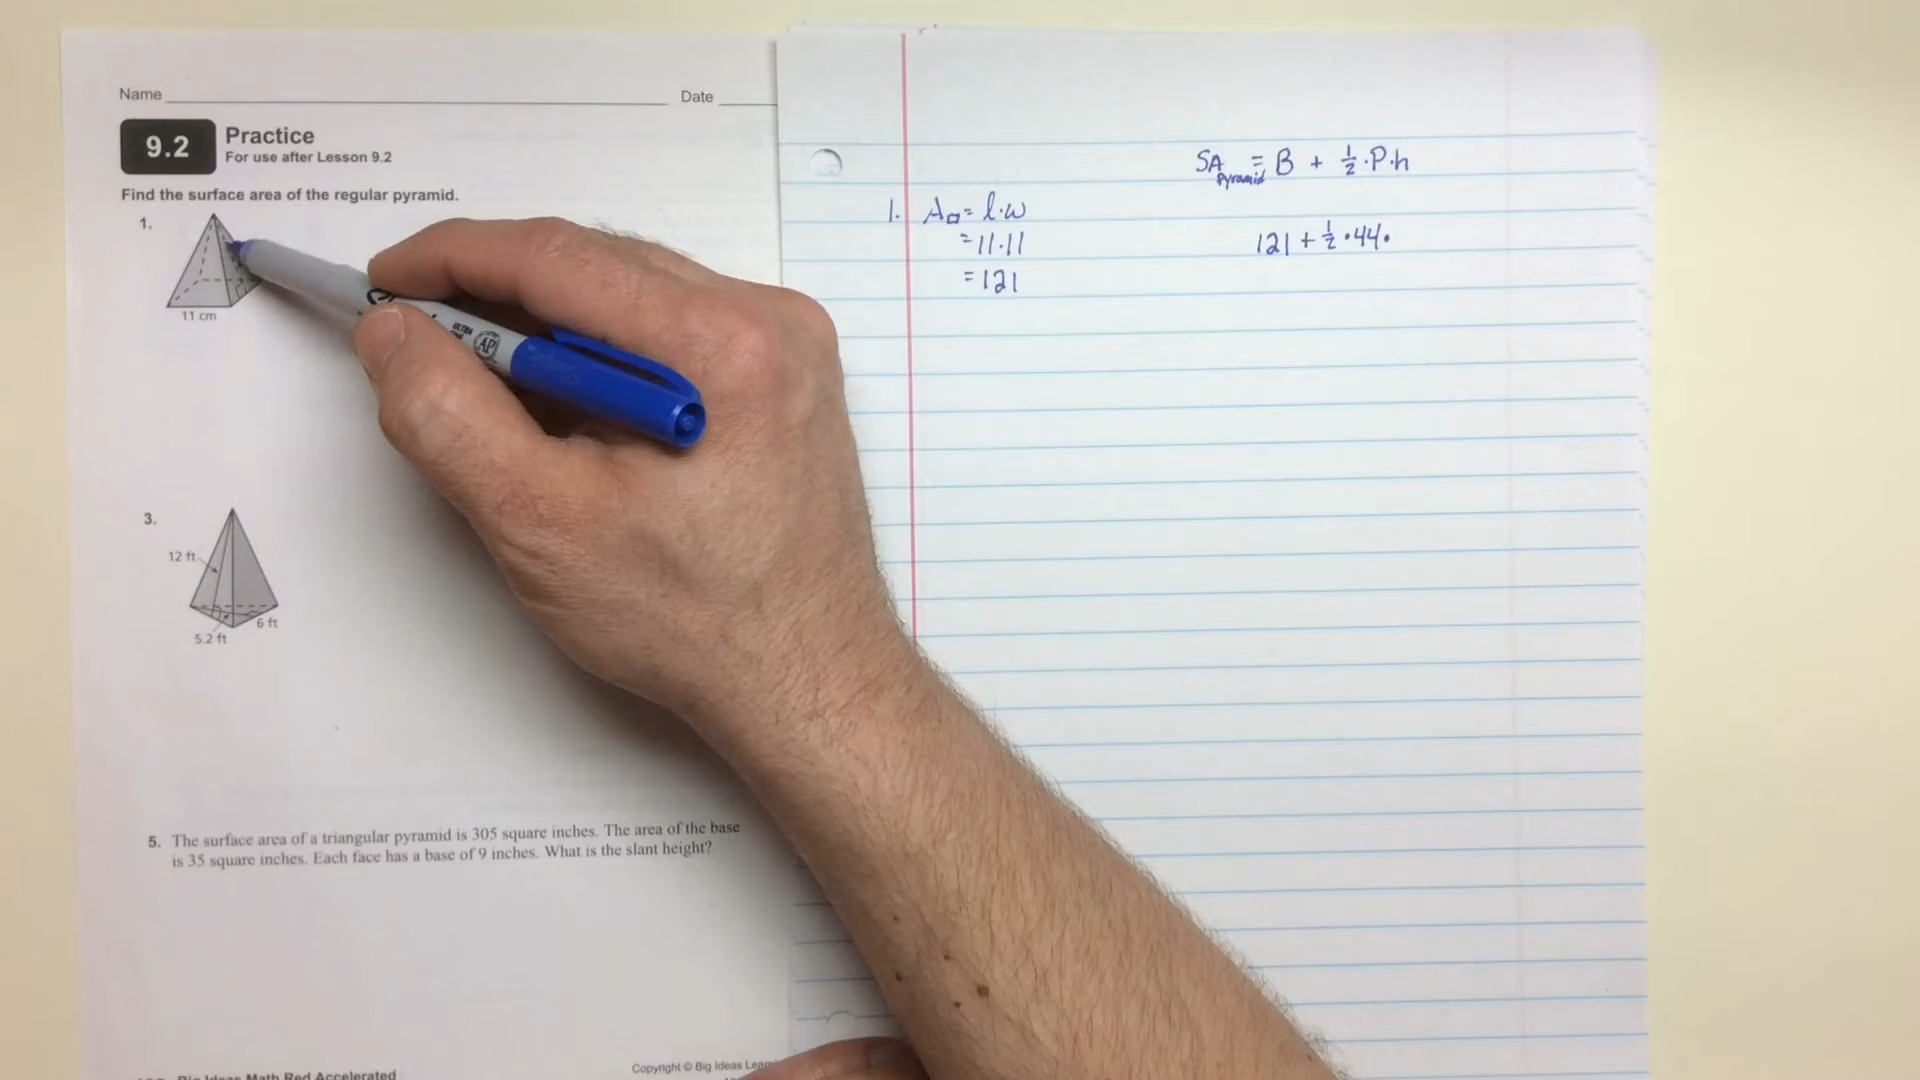 Name Date
9.2 Practice
For use after Lesson 9.2
Find the surface area of the regular pyramid.
1.
11 cm
3.
12 ft
6 ft
5.2 ft
5. The surface area of a triangular pyramid is 305 square inches. The area of the base
is 35 square inches. Each face has a base of 9 inches. What is the slant height?
Big Ideas Math Red Accelerated
Copyright © Big Ideas
SA pyramid = B + 1/2 · P · h
1. A▭ = l · w
= 11 · 11
= 121
121 + 1/2 · 44 ·
ULTRA
AP